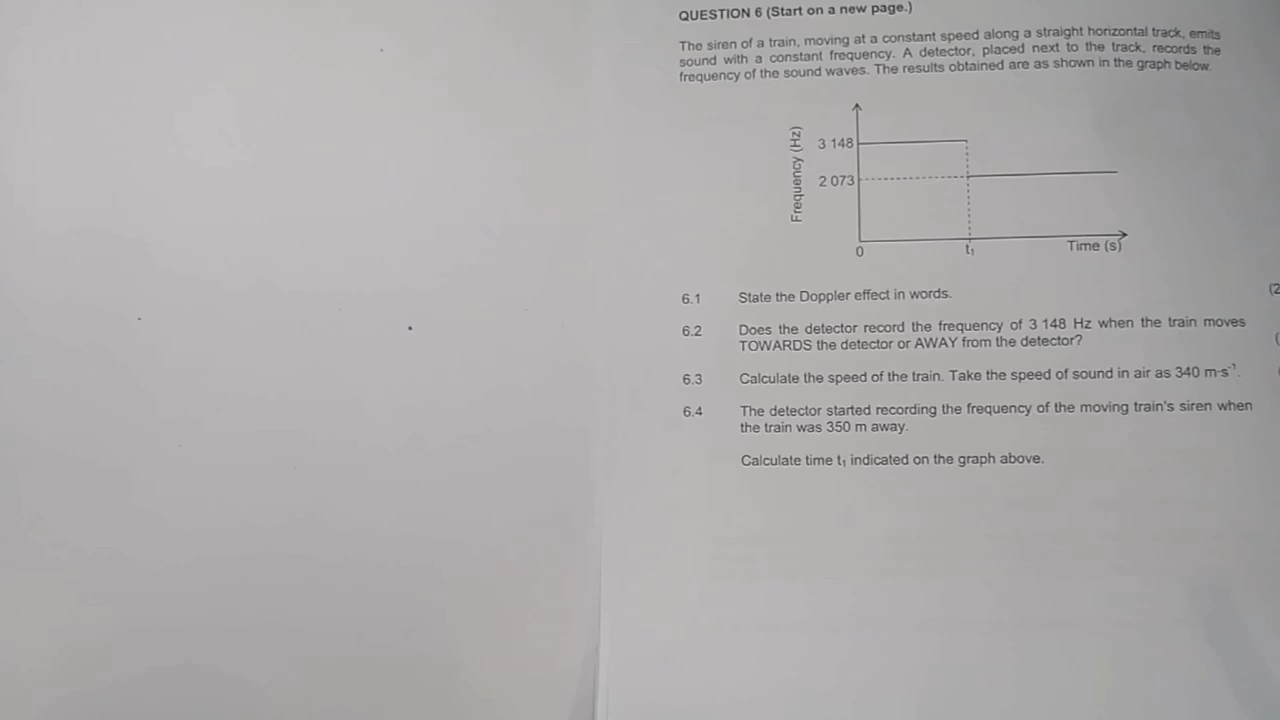 QUESTION 6 (Start on a new page.)
The siren of a train, moving at a constant speed along a straight horizontal track, emits
sound with a constant frequency. A detector, placed next to the track, records the
frequency of the sound waves. The results obtained are as shown in the graph below.
Frequency (Hz)
3 148
2 073
0
t₁
Time (s)
6.1 State the Doppler effect in words.
(2
6.2 Does the detector record the frequency of 3 148 Hz when the train moves
TOWARDS the detector or AWAY from the detector?
(
6.3 Calculate the speed of the train. Take the speed of sound in air as 340 m·s⁻¹.
6.4 The detector started recording the frequency of the moving train's siren when
the train was 350 m away.
Calculate time t₁ indicated on the graph above.